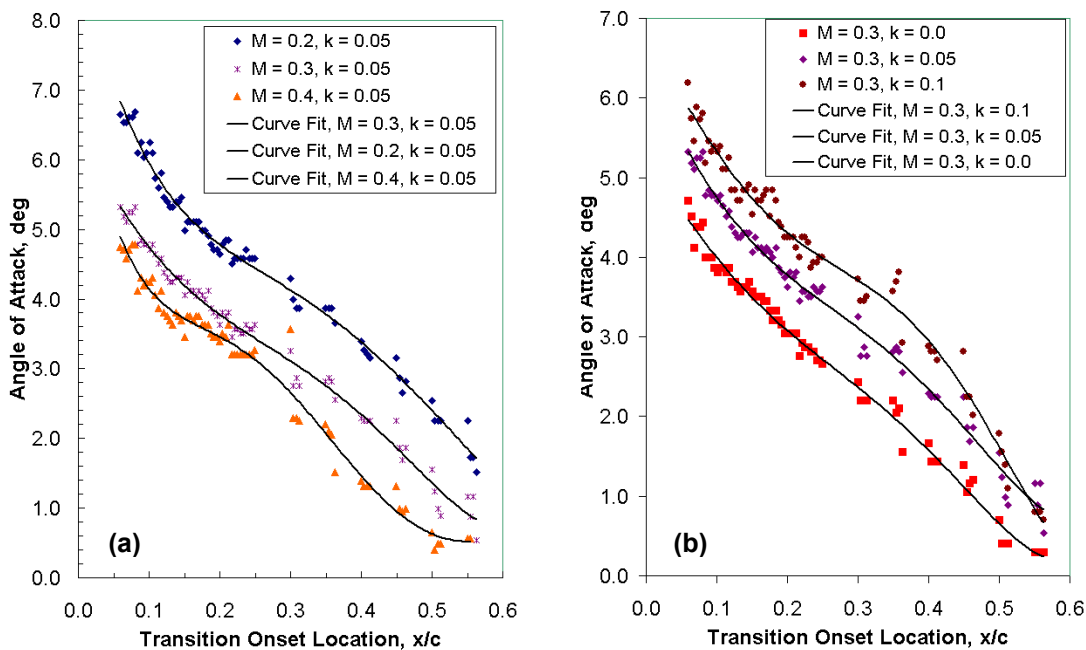 8.0
7.0
6.0
5.0
4.0
3.0
2.0
1.0
0.0
Angle of Attack, deg
M = 0.2, k = 0.05
M = 0.3, k = 0.05
M = 0.4, k = 0.05
Curve Fit, M = 0.3, k = 0.05
Curve Fit, M = 0.2, k = 0.05
Curve Fit, M = 0.4, k = 0.05
(a)
0.0 0.1 0.2 0.3 0.4 0.5 0.6
Transition Onset Location, x/c
7.0
6.0
5.0
4.0
3.0
2.0
1.0
0.0
Angle of Attack, deg
M = 0.3, k = 0.0
M = 0.3, k = 0.05
M = 0.3, k = 0.1
Curve Fit, M = 0.3, k = 0.1
Curve Fit, M = 0.3, k = 0.05
Curve Fit, M = 0.3, k = 0.0
(b)
0.0 0.1 0.2 0.3 0.4 0.5 0.6
Transition Onset Location, x/c